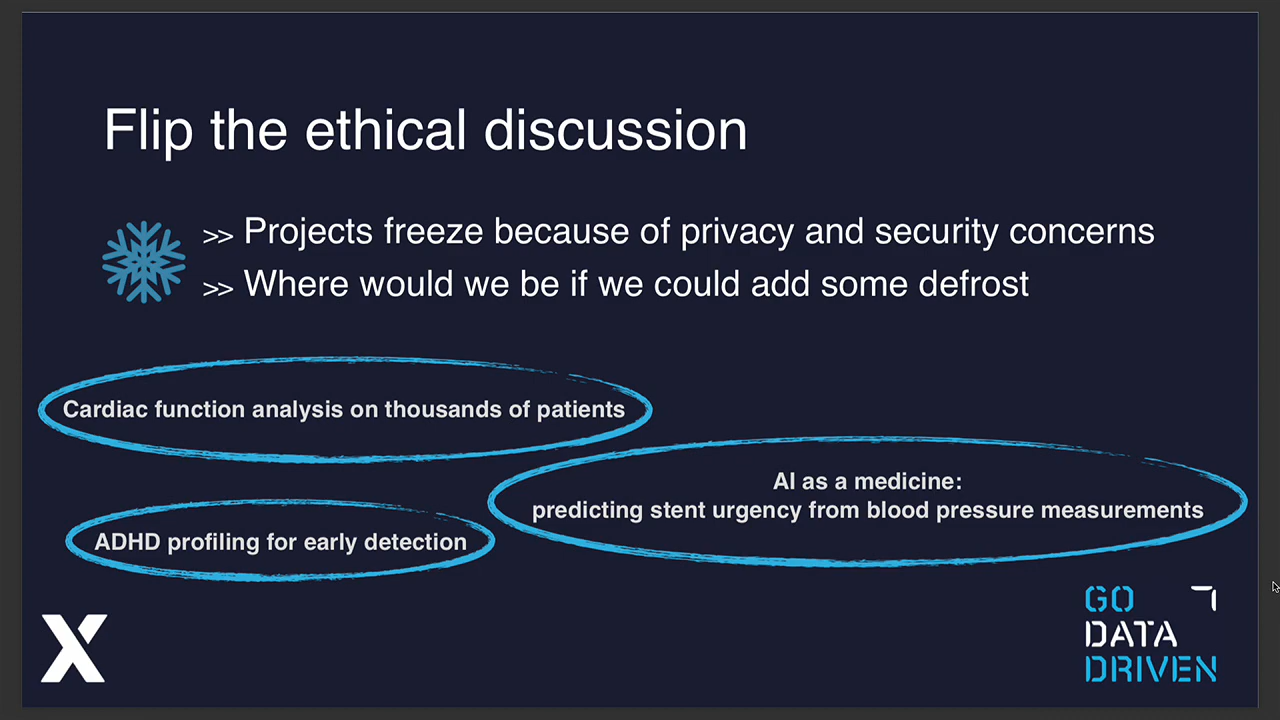 Flip the ethical discussion
>> Projects freeze because of privacy and security concerns
>> Where would we be if we could add some defrost
Cardiac function analysis on thousands of patients
AI as a medicine:
predicting stent urgency from blood pressure measurements
ADHD profiling for early detection
X
GO
DATA
DRIVEN